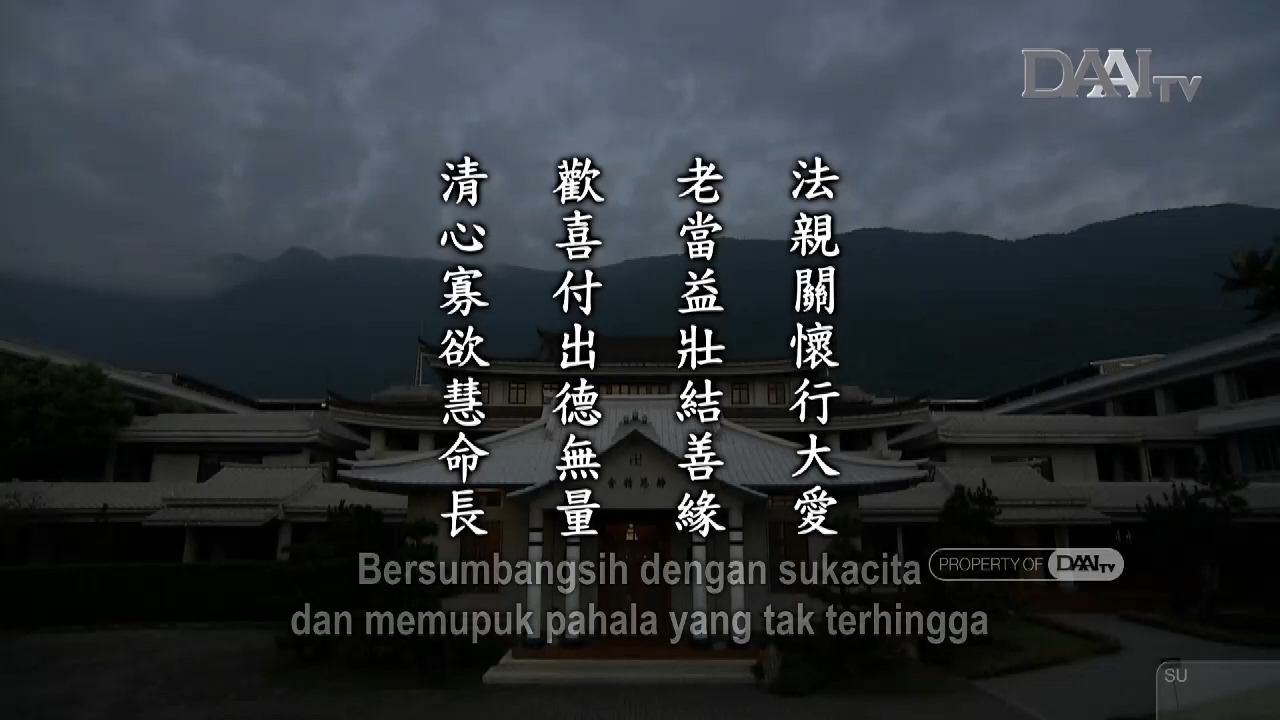 DAAI TV
法親關懷行大愛
老當益壯結善緣
歡喜付出德無量
清心寡欲慧命長
Bersumbangsih dengan sukacita
dan memupuk pahala yang tak terhingga
PROPERTY OF DAAI TV
SU